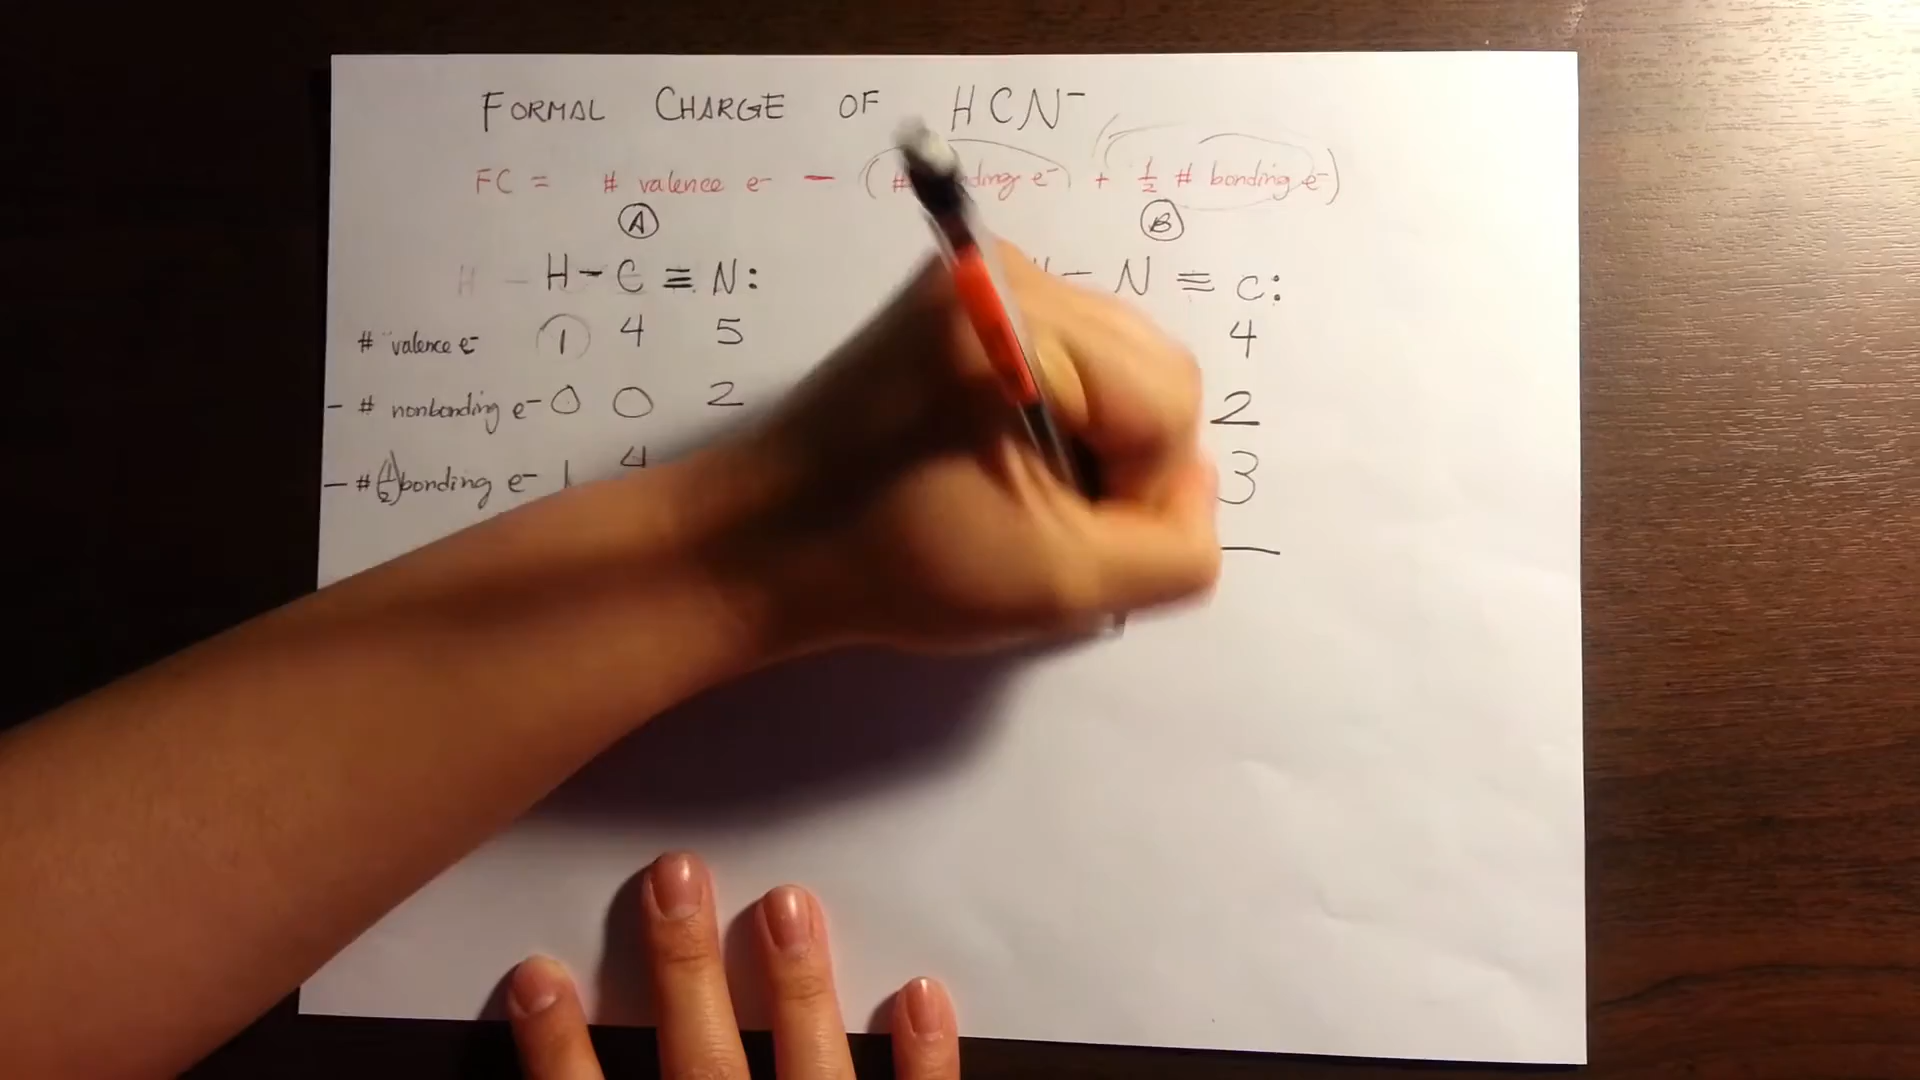 FORMAL CHARGE OF HCN⁻
FC = # valence e⁻ − (# e⁻) + ½ # bonding e⁻)
A B
H − C ≡ N: − N ≡ C:
# valence e⁻ 1 4 5 4
− # nonbonding e⁻ 0 0 2 2
− # (½) bonding e⁻ 1 4 3